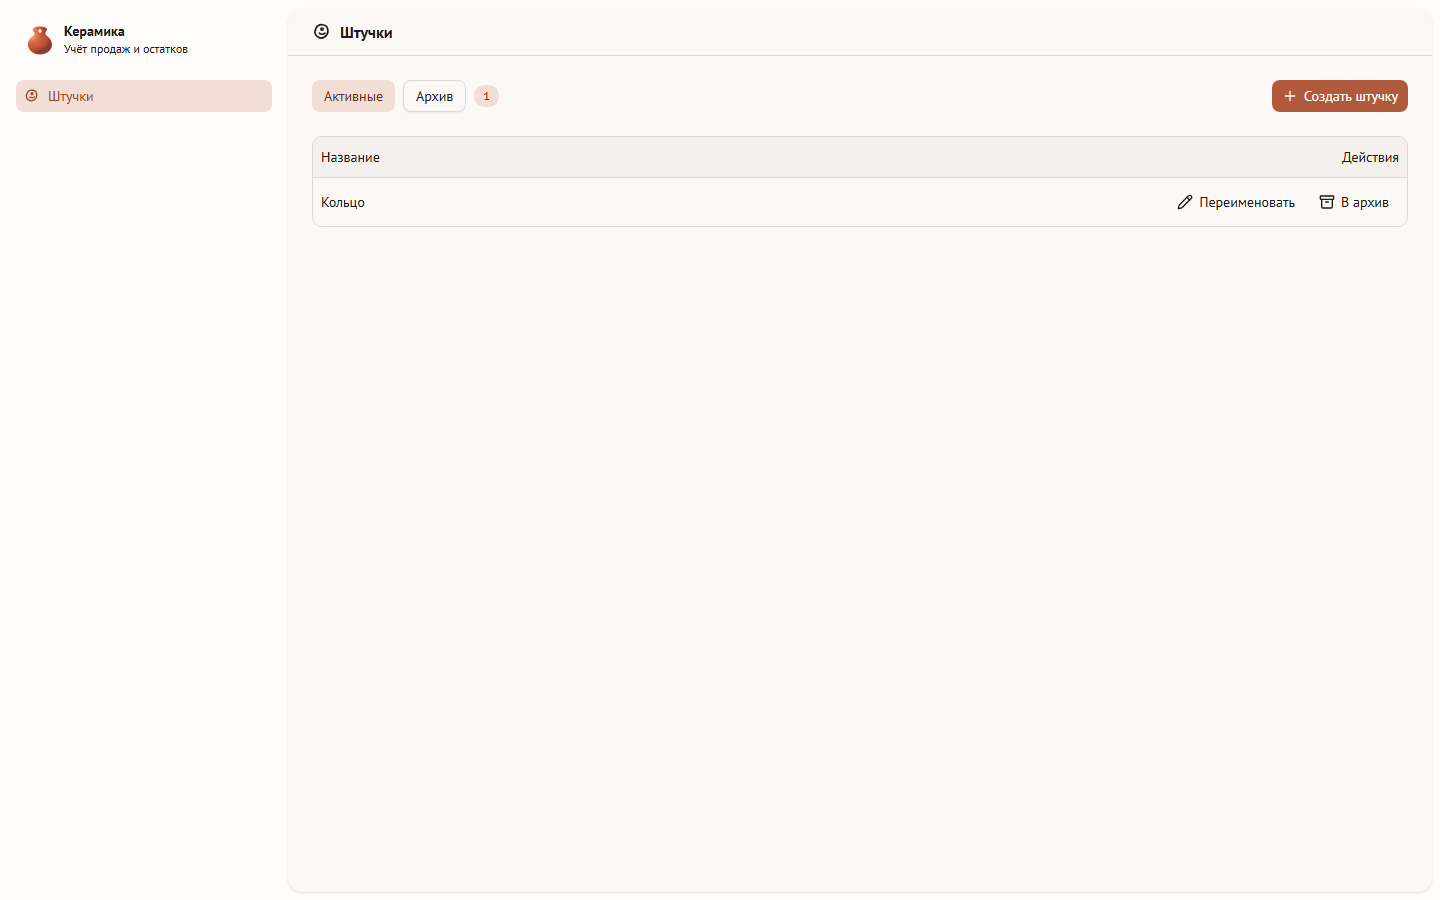 Керамика
Учёт продаж и остатков
Штучки
Штучки
Активные Архив 1
Создать штучку
Название Действия
Кольцо Переименовать В архив